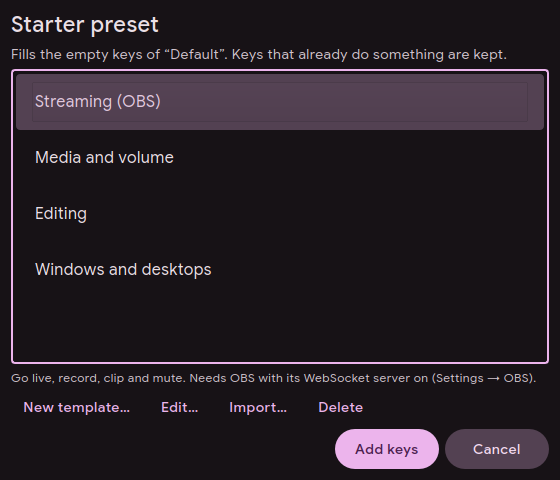 Starter preset
Fills the empty keys of “Default”. Keys that already do something are kept.
Streaming (OBS)
Media and volume
Editing
Windows and desktops
Go live, record, clip and mute. Needs OBS with its WebSocket server on (Settings → OBS).
New template... Edit... Import... Delete
Add keys Cancel